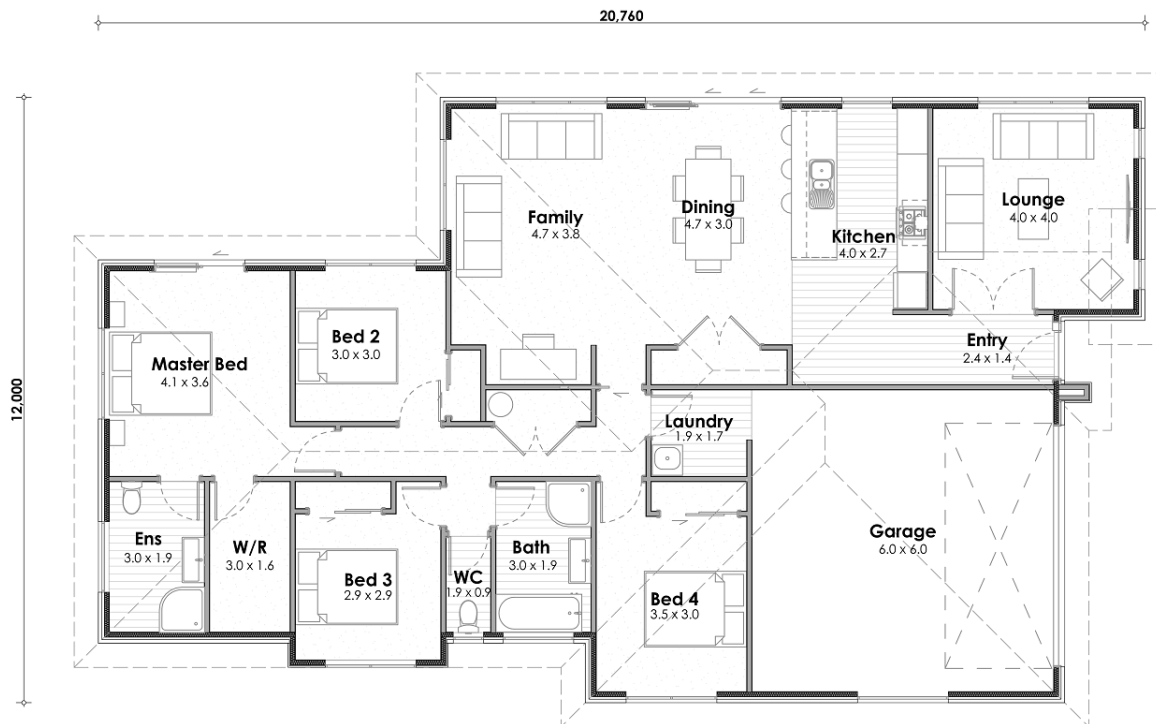 20,760
12,000
Family
4.7 x 3.8
Dining
4.7 x 3.0
Kitchen
4.0 x 2.7
Lounge
4.0 x 4.0
Entry
2.4 x 1.4
Master Bed
4.1 x 3.6
Bed 2
3.0 x 3.0
Laundry
1.9 x 1.7
Garage
6.0 x 6.0
Ens
3.0 x 1.9
W/R
3.0 x 1.6
Bed 3
2.9 x 2.9
WC
1.9 x 0.9
Bath
3.0 x 1.9
Bed 4
3.5 x 3.0